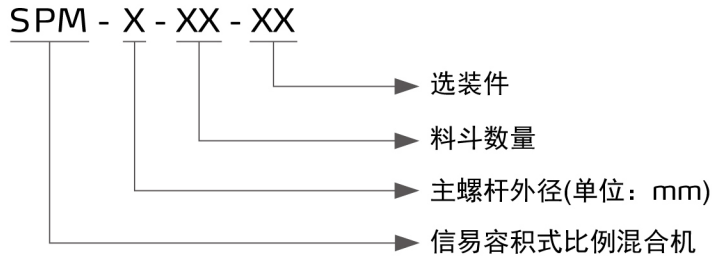 SPM - X - XX - XX
选装件
料斗数量
主螺杆外径(单位：mm)
信易容积式比例混合机